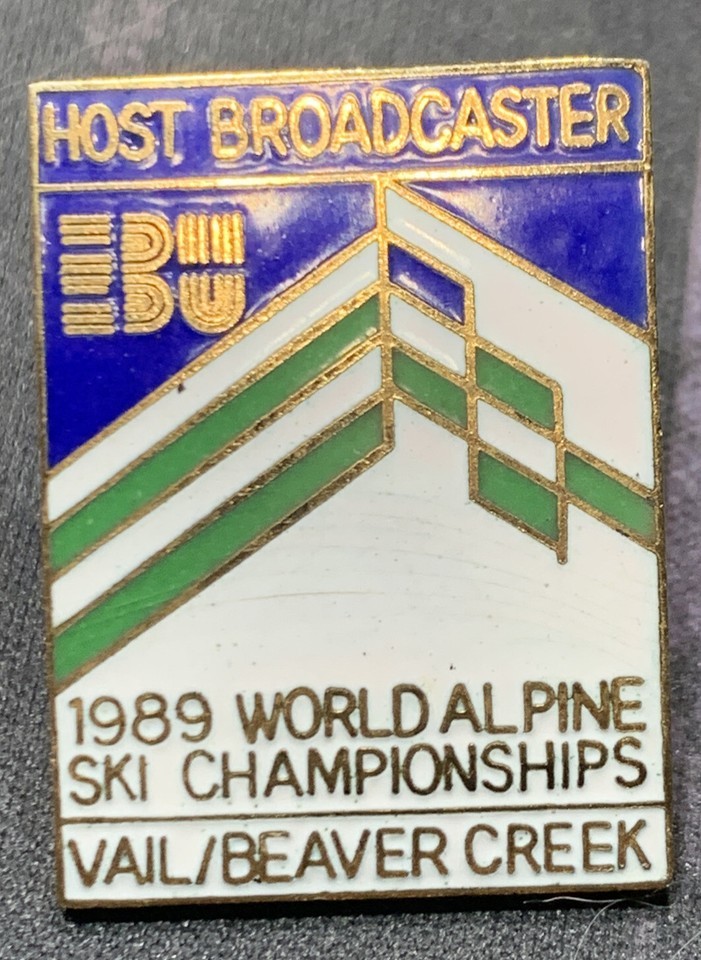 HOST BROADCASTER
EBU
1989 WORLD ALPINE
SKI CHAMPIONSHIPS
VAIL/BEAVER CREEK